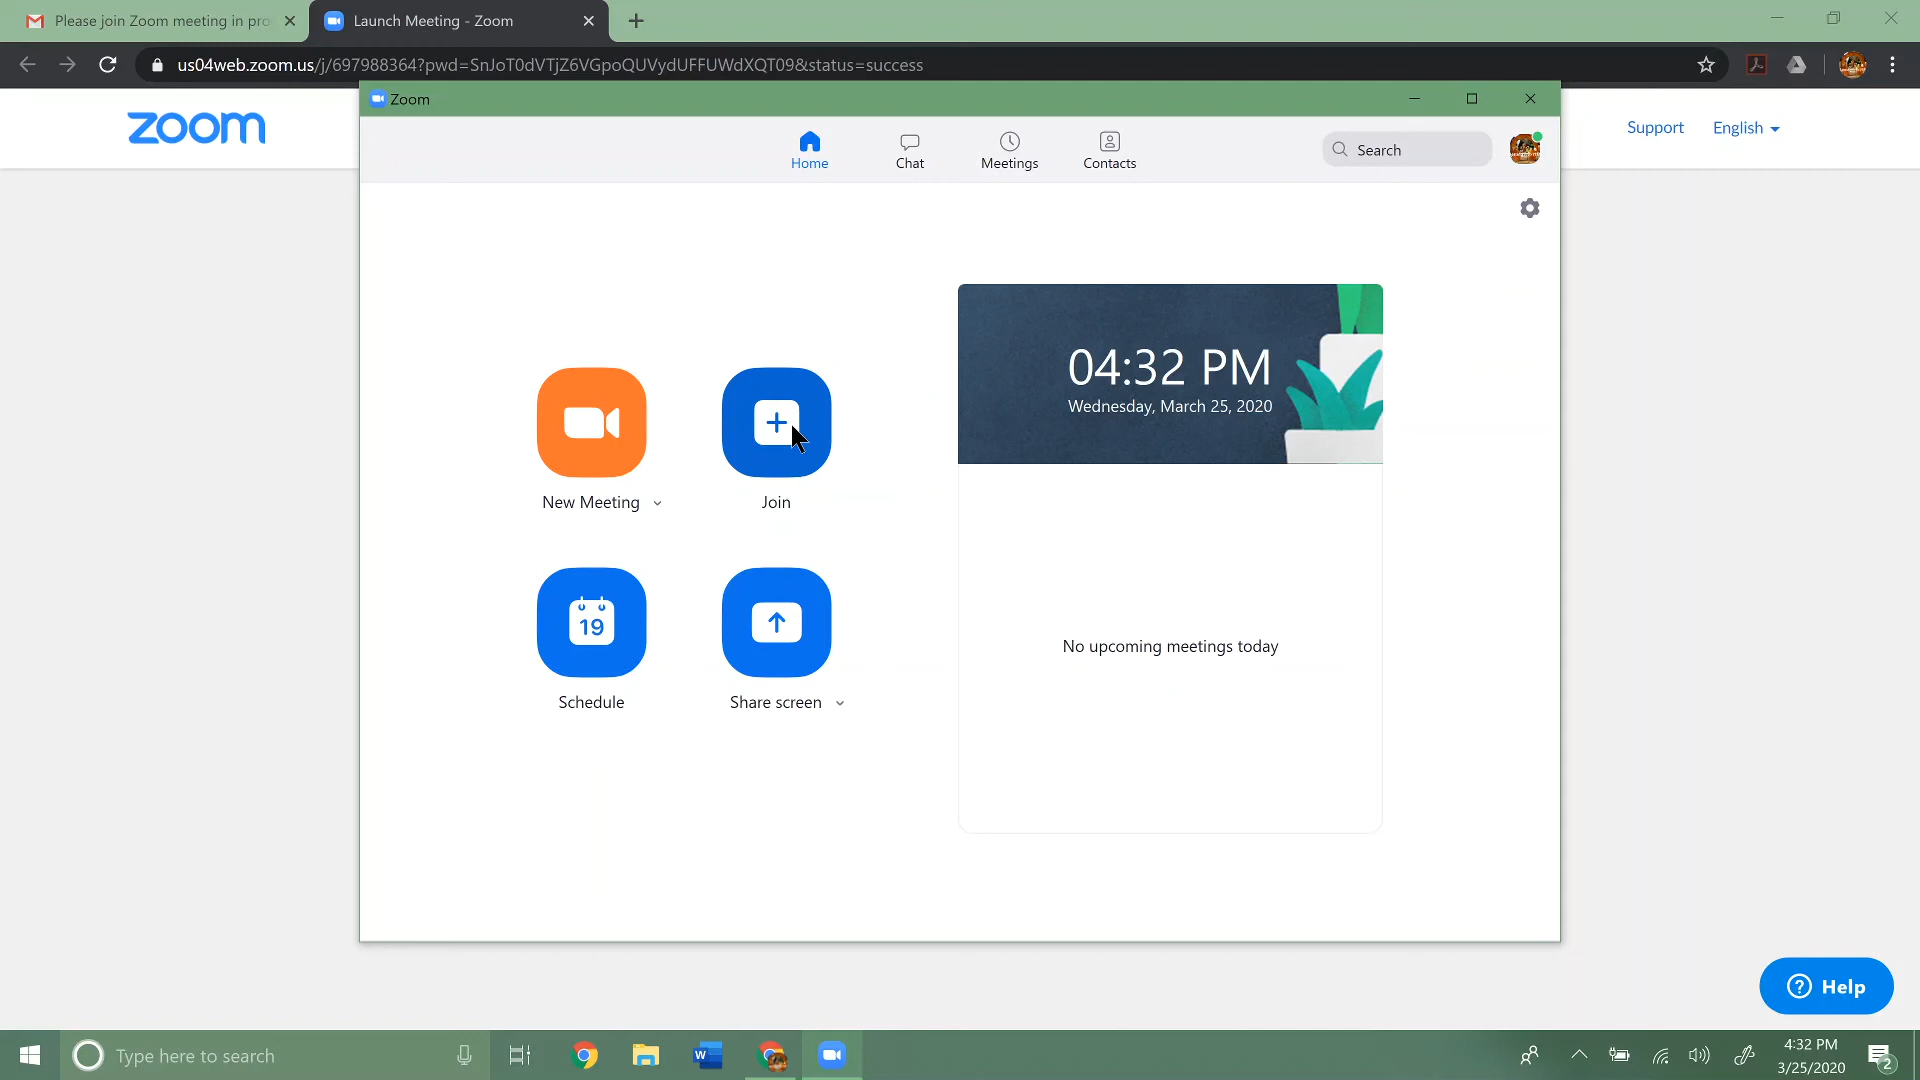 Please join Zoom meeting in pro
Launch Meeting - Zoom
us04web.zoom.us/j/697988364?pwd=SnJoT0dVTjZ6VGpoQUVydUFFUWdXQT09&status=success
zoom
Support
English
Zoom
Home
Chat
Meetings
Contacts
Search
04:32 PM
Wednesday, March 25, 2020
New Meeting
Join
19
Schedule
Share screen
No upcoming meetings today
? Help
Type here to search
W
4:32 PM
3/25/2020
2